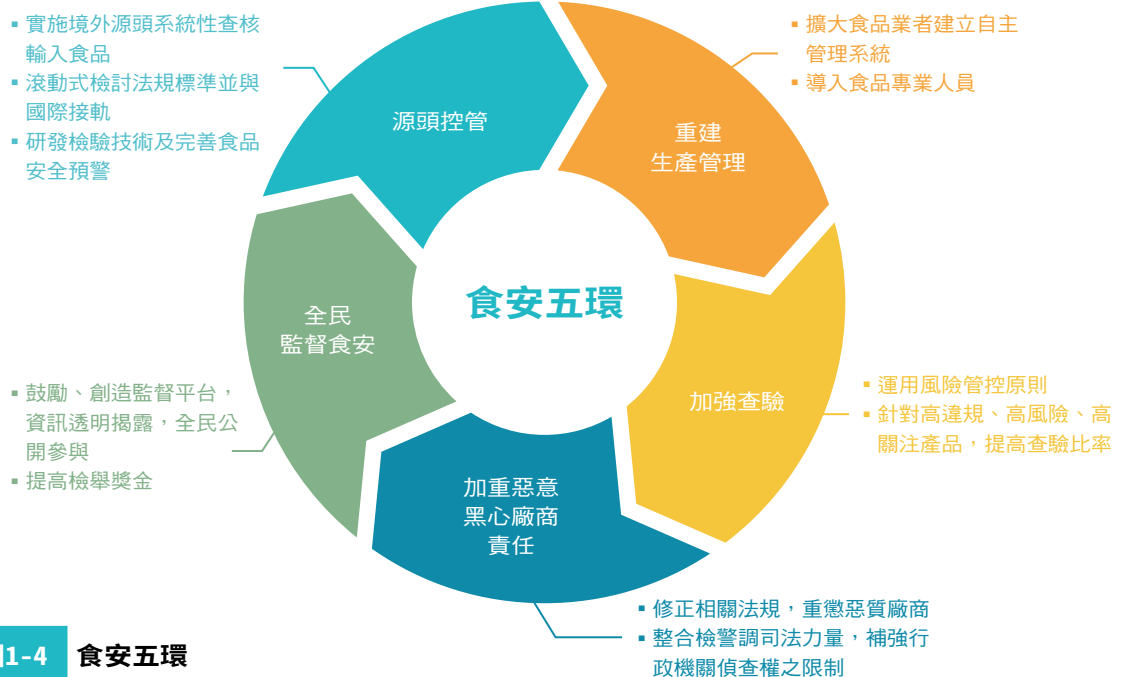 ▪ 實施境外源頭系統性查核
輸入食品
▪ 滾動式檢討法規標準並與
國際接軌
▪ 研發檢驗技術及完善食品
安全預警
源頭控管
▪ 擴大食品業者建立自主
管理系統
▪ 導入食品專業人員
重建
生產管理
食安五環
全民
監督食安
▪ 鼓勵、創造監督平台，
資訊透明揭露，全民公
開參與
▪ 提高檢舉獎金
加強查驗
▪ 運用風險管控原則
▪ 針對高違規、高風險、高
關注產品，提高查驗比率
加重惡意
黑心廠商
責任
▪ 修正相關法規，重懲惡質廠商
▪ 整合檢警調司法力量，補強行
政機關偵查權之限制
1-4 食安五環